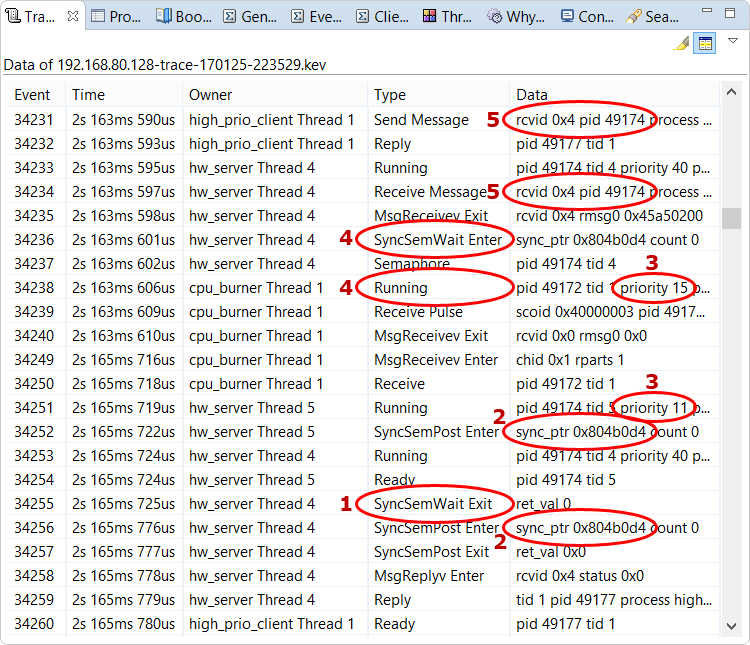 Tra... Pro... Boo... Gen... Eve... Clie... Thr... Why... Con... Sea...
Data of 192.168.80.128-trace-170125-223529.kev
Event Time Owner Type Data
34231 2s 163ms 590us high_prio_client Thread 1 Send Message 5 rcvid 0x4 pid 49174 process ...
34232 2s 163ms 593us high_prio_client Thread 1 Reply pid 49177 tid 1
34233 2s 163ms 595us hw_server Thread 4 Running pid 49174 tid 4 priority 40 p...
34234 2s 163ms 597us hw_server Thread 4 Receive Message 5 rcvid 0x4 pid 49174 process ...
34235 2s 163ms 598us hw_server Thread 4 MsgReceivev Exit rcvid 0x4 rmsg0 0x45a50200
34236 2s 163ms 601us hw_server Thread 4 4 SyncSemWait Enter sync_ptr 0x804b0d4 count 0
34237 2s 163ms 602us hw_server Thread 4 Semaphore pid 49174 tid 4 3
34238 2s 163ms 606us cpu_burner Thread 1 4 Running pid 49172 tid 1 priority 15 p...
34239 2s 163ms 609us cpu_burner Thread 1 Receive Pulse scoid 0x40000003 pid 4917...
34240 2s 163ms 610us cpu_burner Thread 1 MsgReceivev Exit rcvid 0x0 rmsg0 0x0
34249 2s 165ms 716us cpu_burner Thread 1 MsgReceivev Enter chid 0x1 rparts 1
34250 2s 165ms 718us cpu_burner Thread 1 Receive pid 49172 tid 1 3
34251 2s 165ms 719us hw_server Thread 5 Running pid 49174 tid 5 priority 11 p...
34252 2s 165ms 722us hw_server Thread 5 SyncSemPost Enter 2 sync_ptr 0x804b0d4 count 0
34253 2s 165ms 724us hw_server Thread 4 Running pid 49174 tid 4 priority 40 p...
34254 2s 165ms 724us hw_server Thread 5 Ready pid 49174 tid 5
34255 2s 165ms 725us hw_server Thread 4 1 SyncSemWait Exit ret_val 0
34256 2s 165ms 776us hw_server Thread 4 SyncSemPost Enter 2 sync_ptr 0x804b0d4 count 0
34257 2s 165ms 777us hw_server Thread 4 SyncSemPost Exit ret_val 0x0
34258 2s 165ms 778us hw_server Thread 4 MsgReplyv Enter rcvid 0x4 status 0x0
34259 2s 165ms 779us hw_server Thread 4 Reply tid 1 pid 49177 process high...
34260 2s 165ms 780us high_prio_client Thread 1 Ready pid 49177 tid 1